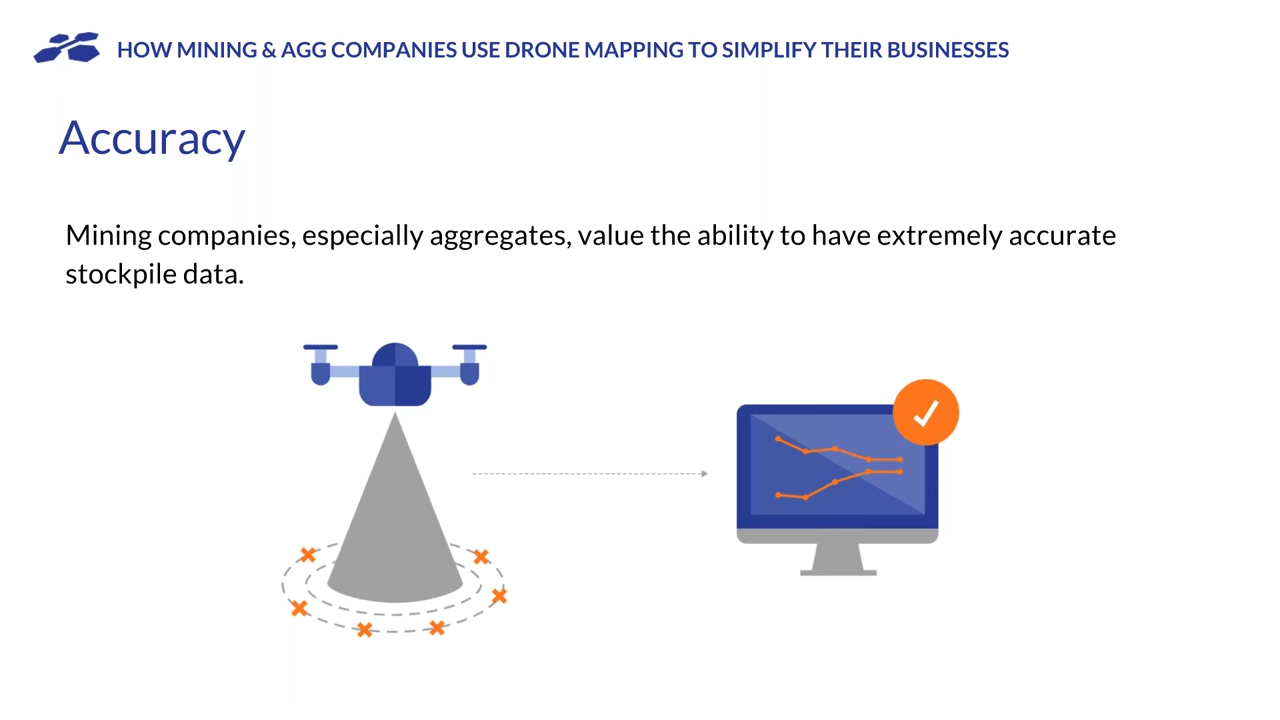 HOW MINING & AGG COMPANIES USE DRONE MAPPING TO SIMPLIFY THEIR BUSINESSES
Accuracy
Mining companies, especially aggregates, value the ability to have extremely accurate
stockpile data.